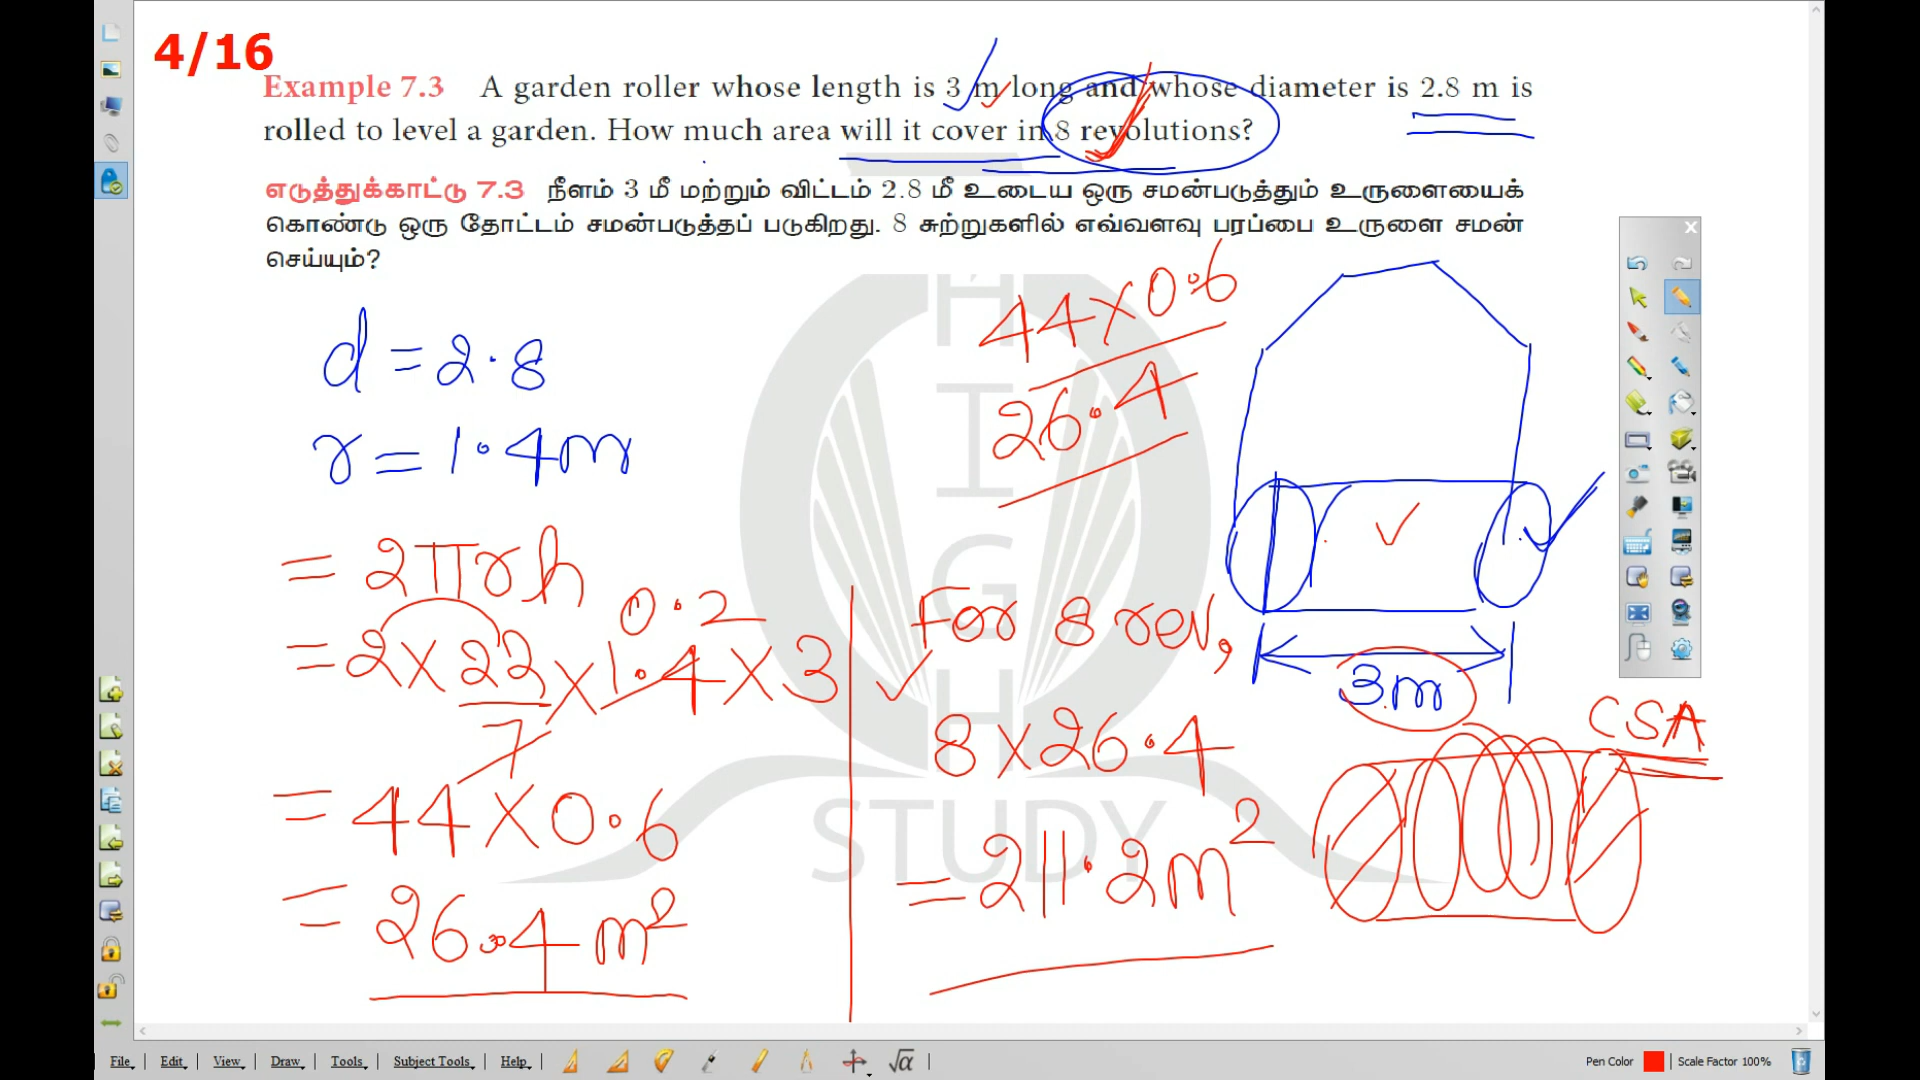 4/16
Example 7.3 A garden roller whose length is 3 m long and whose diameter is 2.8 m is
rolled to level a garden. How much area will it cover in 8 revolutions?
எடுத்துக்காட்டு 7.3 நீளம் 3 மீ மற்றும் விட்டம் 2.8 மீ உடைய ஒரு சமன்படுத்தும் உருளையைக்
கொண்டு ஒரு தோட்டம் சமன்படுத்தப் படுகிறது. 8 சுற்றுகளில் எவ்வளவு பரப்பை உருளை சமன்
செய்யும்?
d = 2.8
r = 1.4m
= 2πrh
0.2
= 2 × 22/7 × 1.4 × 3
= 44 × 0.6
= 26.4 m²
44 × 0.6
26.4
For 8 rev,
8 × 26.4
= 211.2 m²
3m
CSA
HIGH
STUDY
File Edit View Draw Tools Subject Tools Help
√α
Pen Color Scale Factor 100%